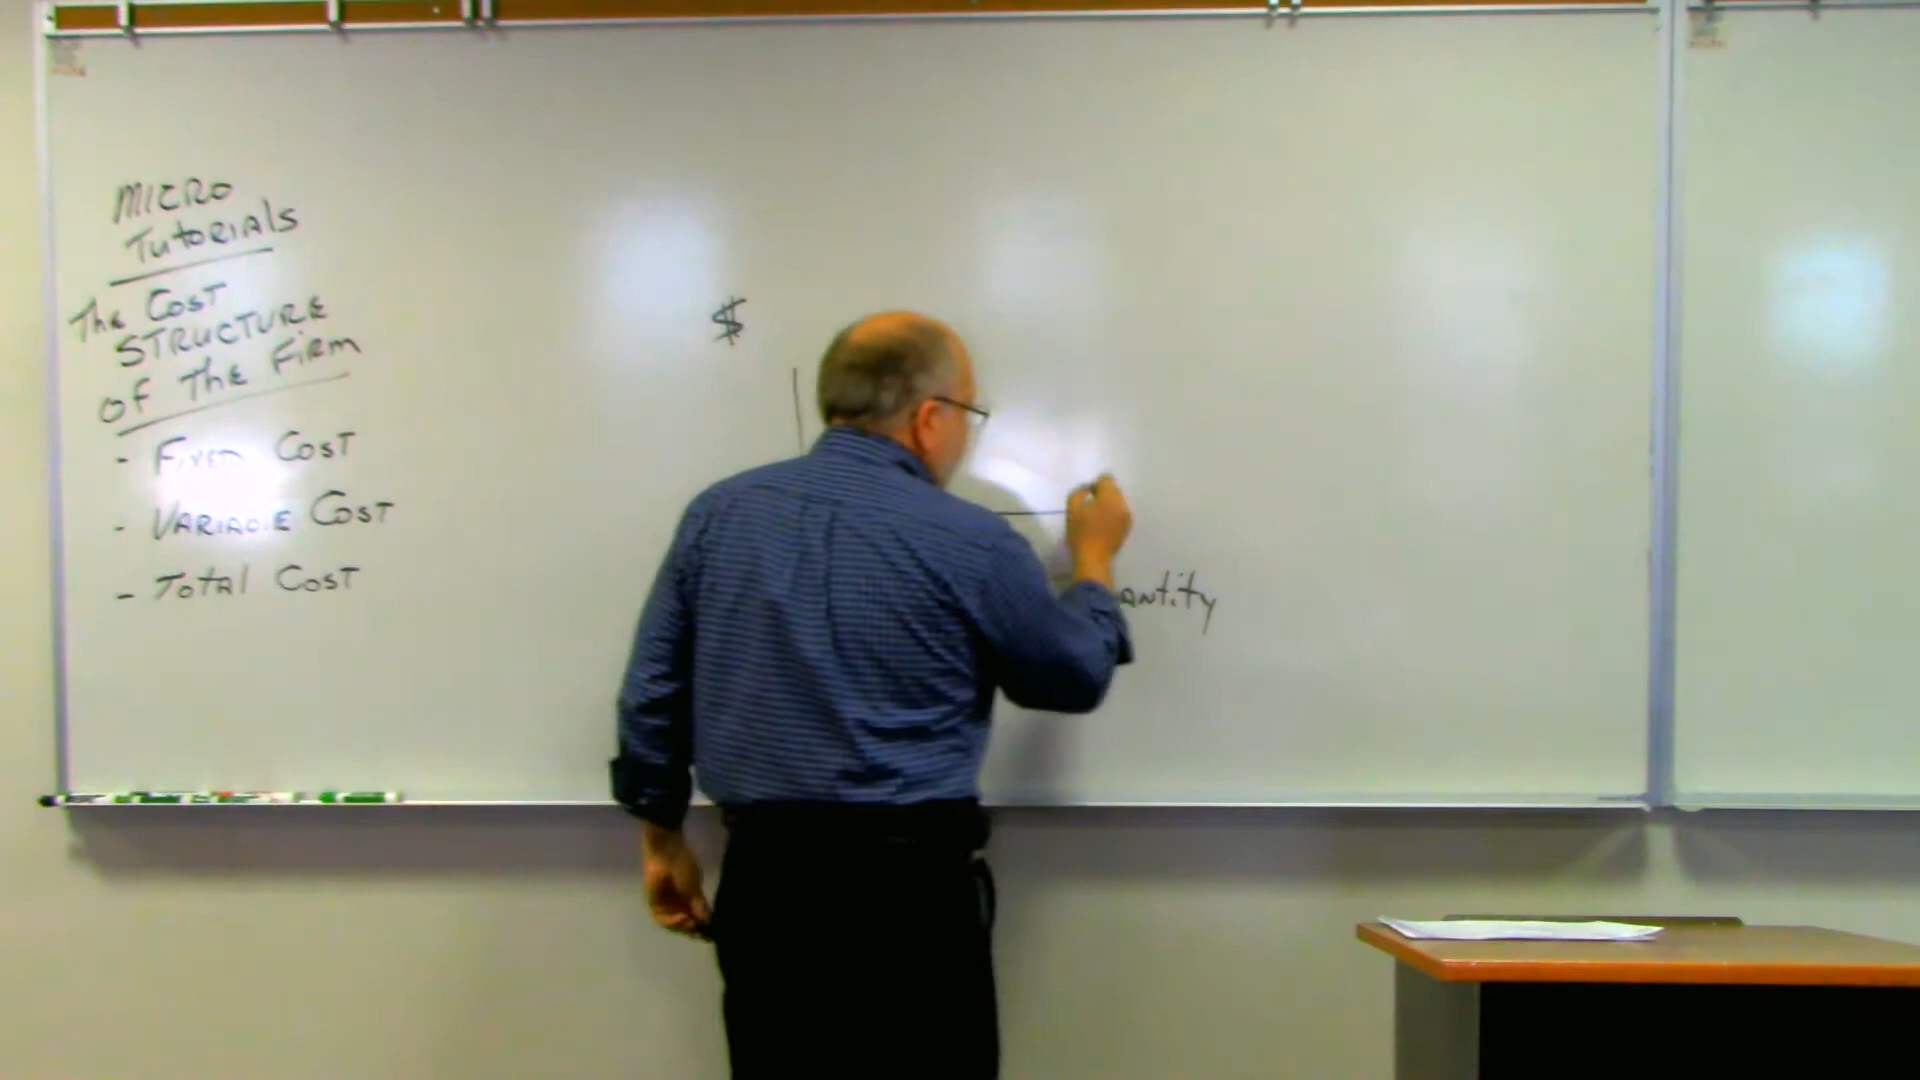 MICRO
TUTORIALS
The COST
STRUCTURE
OF THE FIRM
- FIXED COST
- VARIABLE COST
- TOTAL COST
$
antity